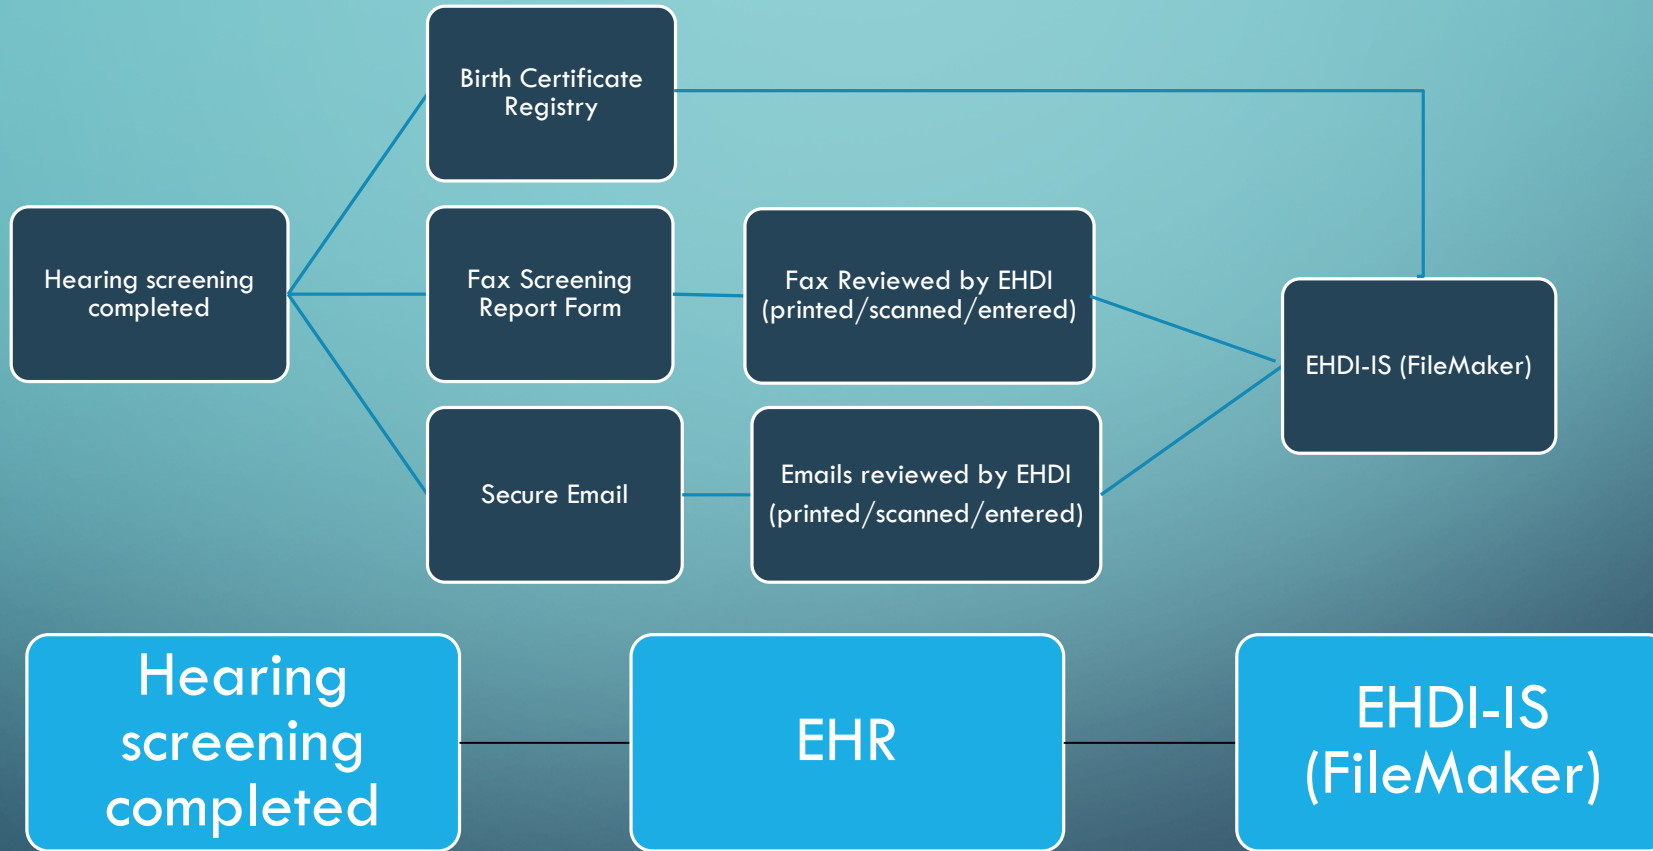 Birth Certificate
Registry
Hearing screening
completed
Fax Screening
Report Form
Fax Reviewed by EHDI
(printed/scanned/entered)
EHDI-IS (FileMaker)
Secure Email
Emails reviewed by EHDI
(printed/scanned/entered)
Hearing
screening
completed
EHR
EHDI-IS
(FileMaker)